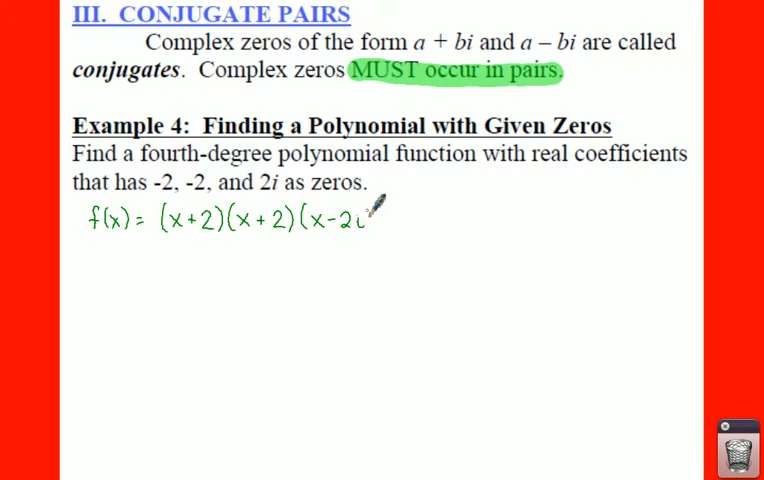 III. CONJUGATE PAIRS
Complex zeros of the form a + bi and a – bi are called
conjugates. Complex zeros MUST occur in pairs.
Example 4: Finding a Polynomial with Given Zeros
Find a fourth-degree polynomial function with real coefficients
that has -2, -2, and 2i as zeros.
f(x) = (x+2)(x+2)(x-2i